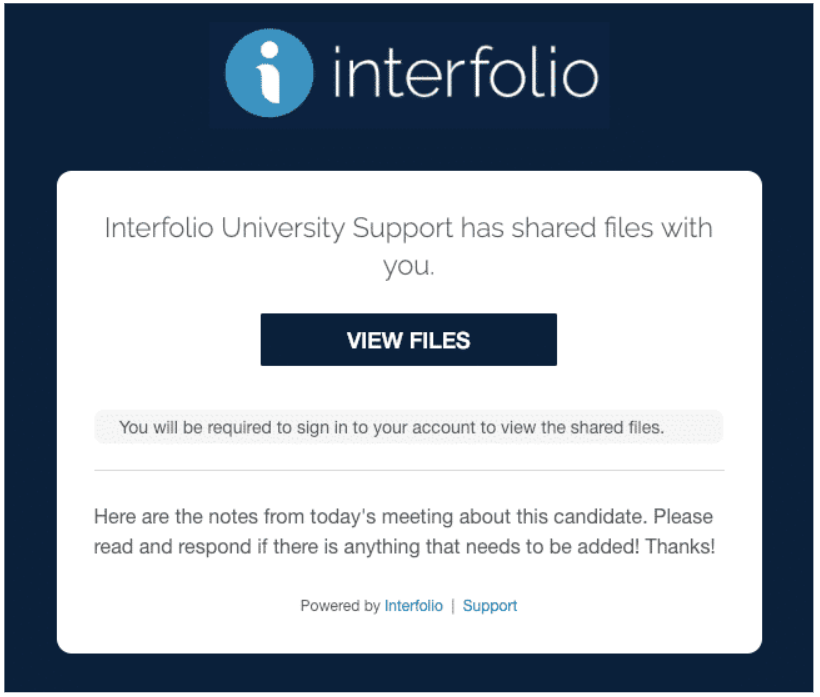 interfolio
Interfolio University Support has shared files with
you.
VIEW FILES
You will be required to sign in to your account to view the shared files.
Here are the notes from today's meeting about this candidate. Please
read and respond if there is anything that needs to be added! Thanks!
Powered by Interfolio | Support